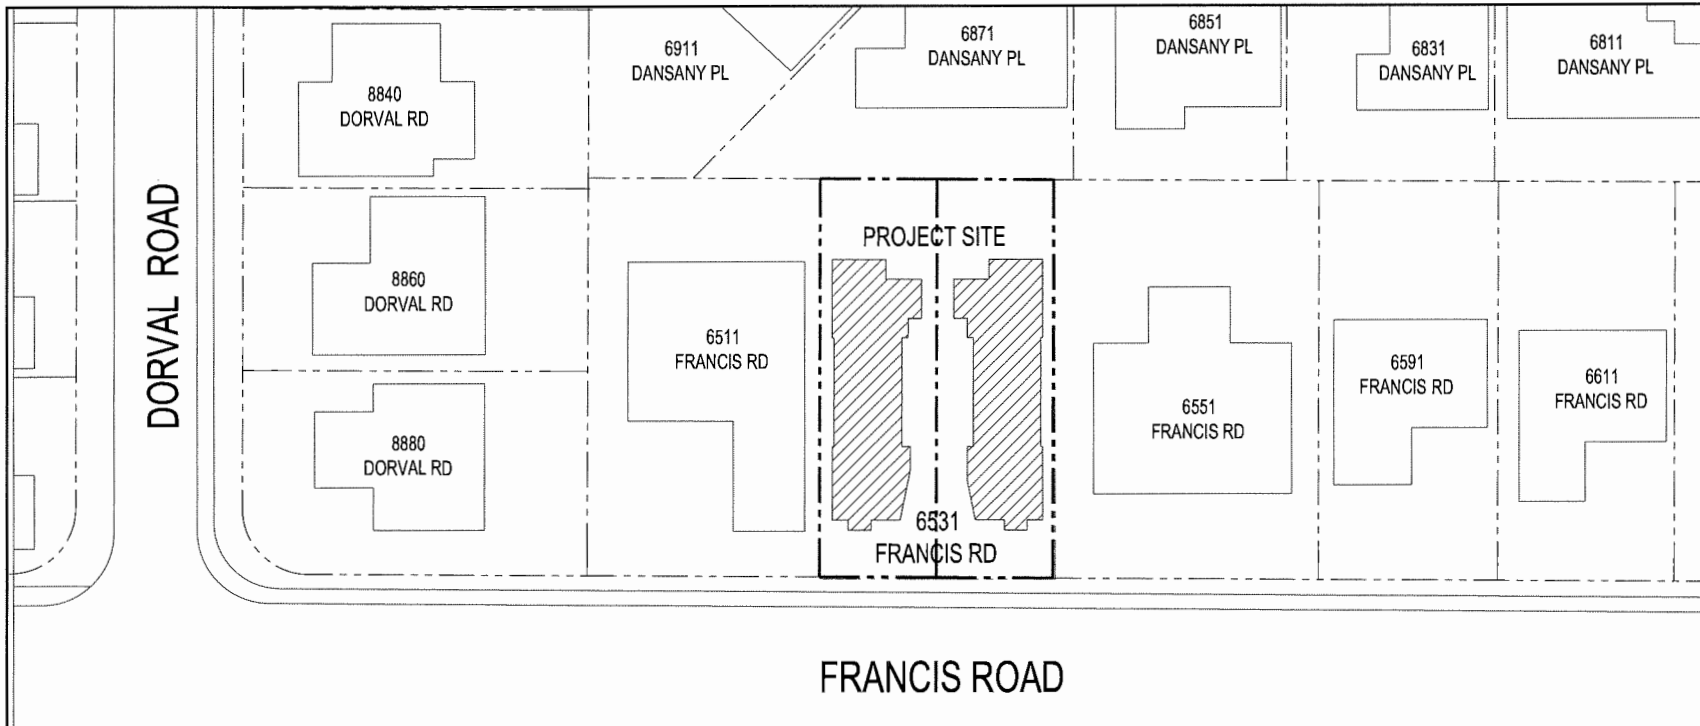 6911
DANSANY PL
6871
DANSANY PL
6851
DANSANY PL
6831
DANSANY PL
6811
DANSANY PL
8840
DORVAL RD
DORVAL ROAD
PROJECT SITE
8860
DORVAL RD
6511
FRANCIS RD
6551
FRANCIS RD
6591
FRANCIS RD
6611
FRANCIS RD
8880
DORVAL RD
6531
FRANCIS RD
FRANCIS ROAD